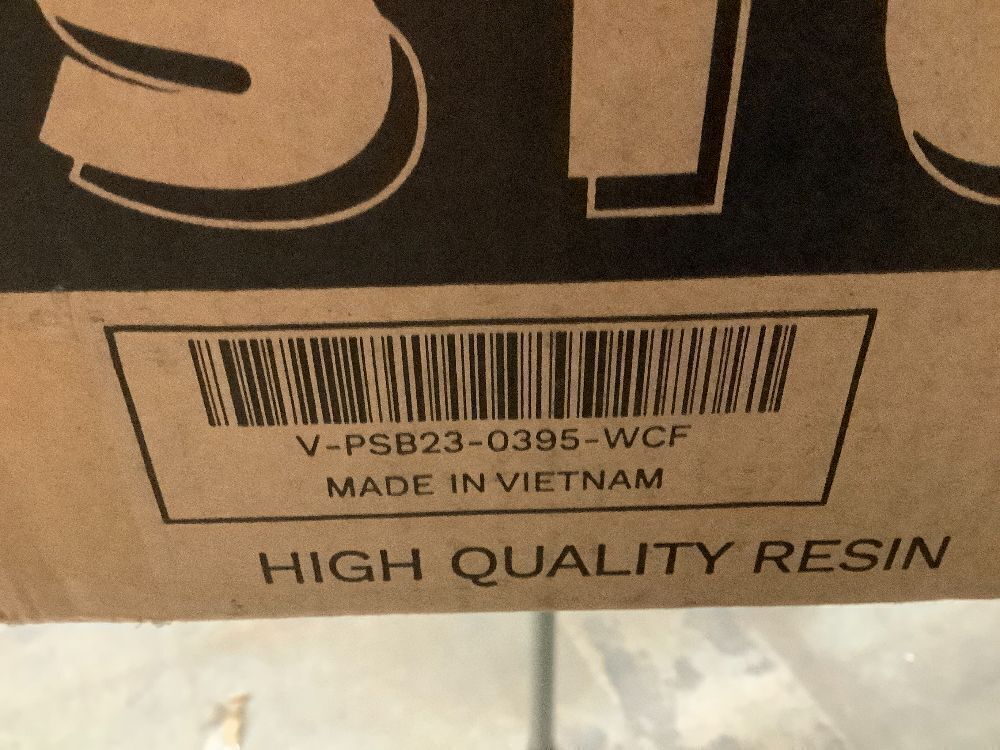 V-PSB23-0395-WCF
MADE IN VIETNAM
HIGH QUALITY RESIN